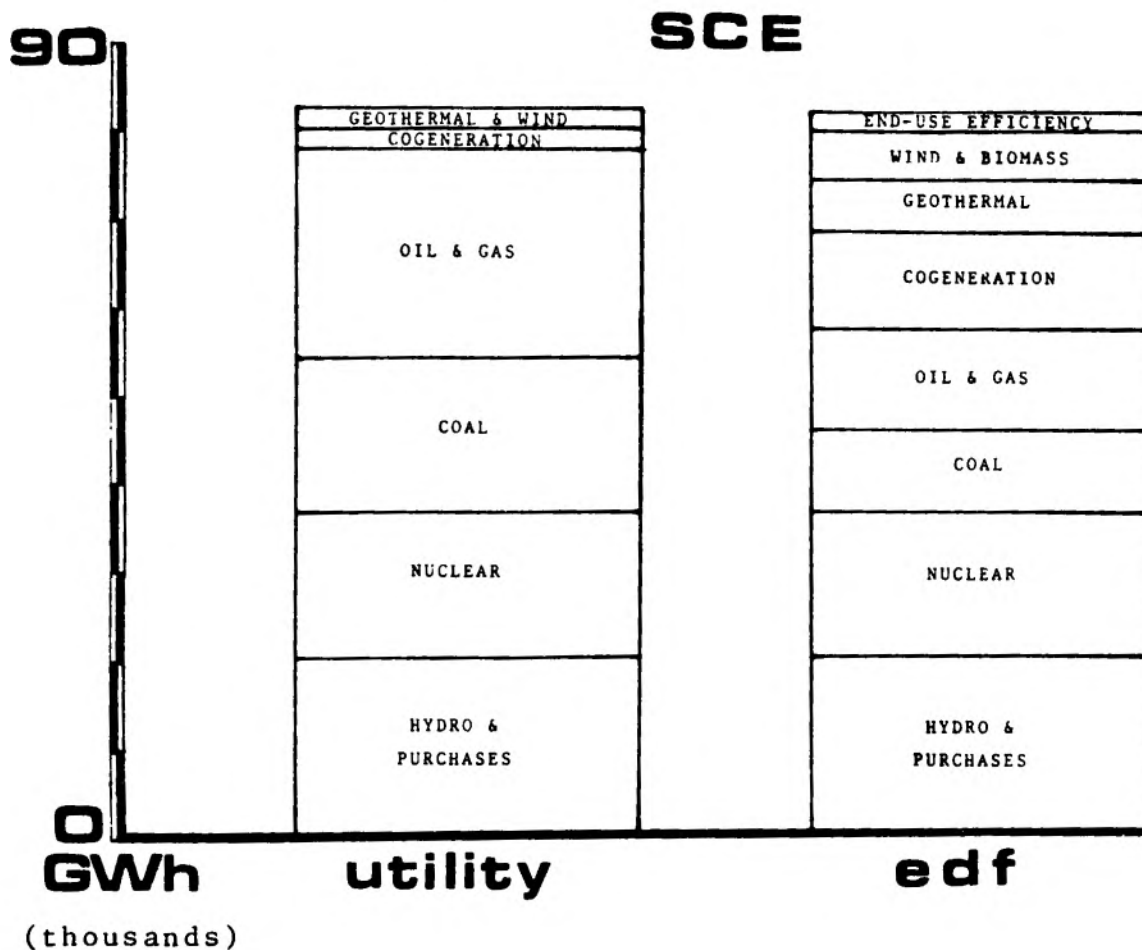 SCE
90
GEOTHERMAL & WIND
COGENERATION
OIL & GAS
COAL
NUCLEAR
HYDRO &
PURCHASES
END-USE EFFICIENCY
WIND & BIOMASS
GEOTHERMAL
COGENERATION
OIL & GAS
COAL
NUCLEAR
HYDRO &
PURCHASES
0
GWh
utility
edf
(thousands)